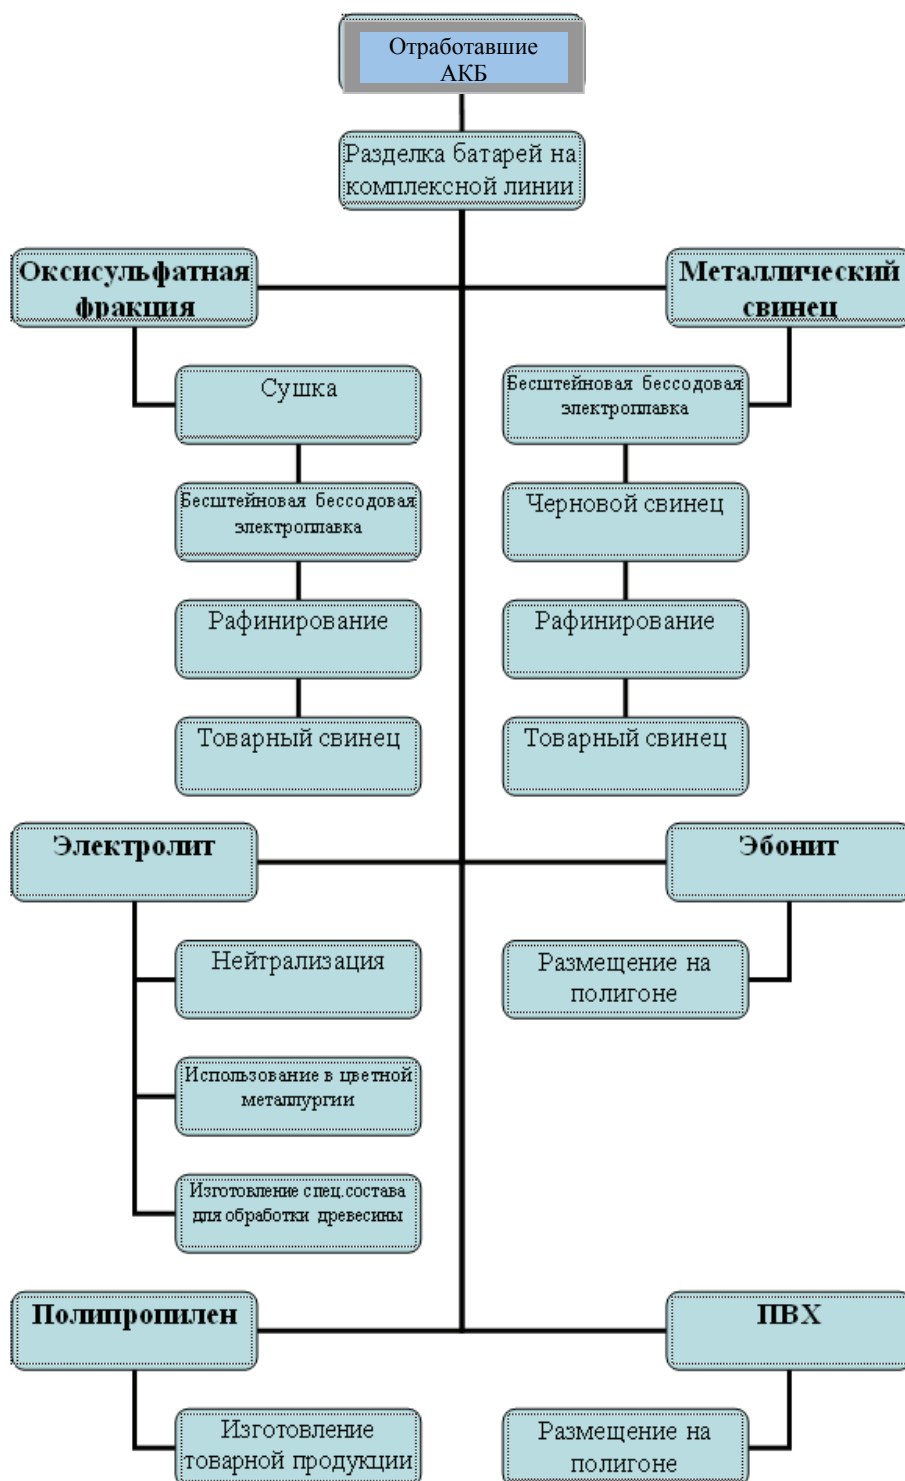 Отработавшие
АКБ
Разделка батарей на
комплексной линии
Оксисульфатная
фракция
Металлический
свинец
Сушка
Бесштейновая бессодовая
электроплавка
Бесштейновая бессодовая
электроплавка
Черновой свинец
Рафинирование
Рафинирование
Товарный свинец
Товарный свинец
Электролит
Эбонит
Нейтрализация
Размещение на
полигоне
Использование в цветной
металлургии
Изготовление спец.состава
для обработки древесины
Полипропилен
ПВХ
Изготовление
товарной продукции
Размещение на
полигоне